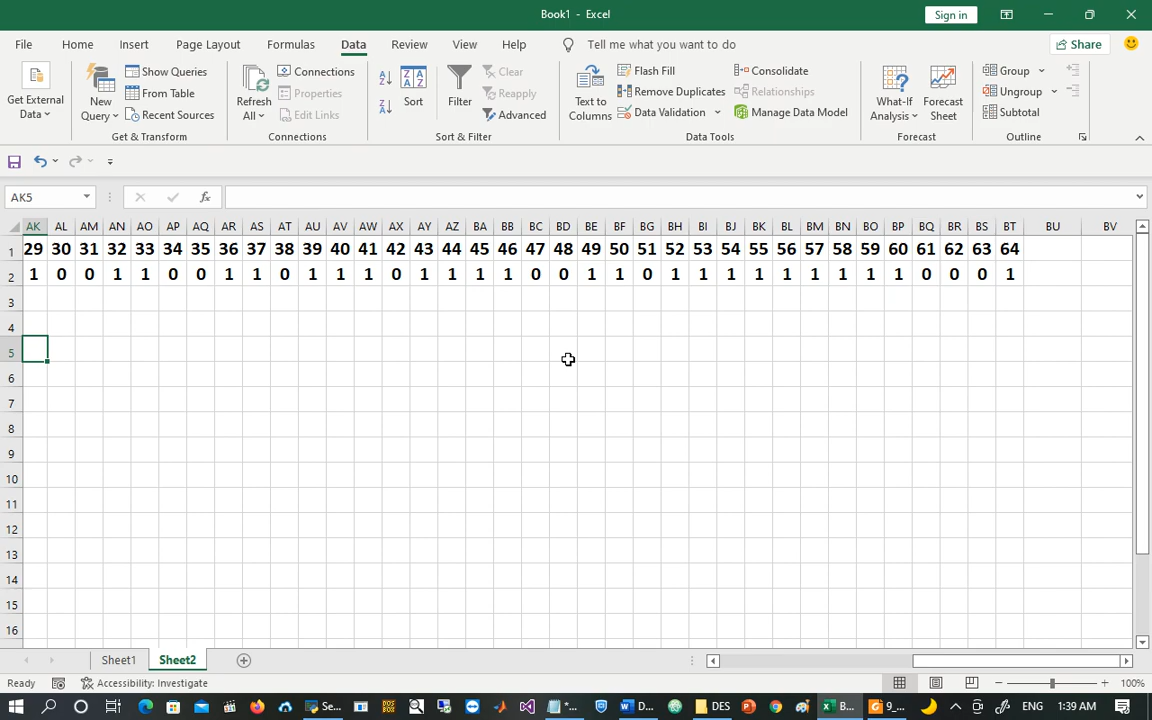 Book1 - Excel
Sign in
File Home Insert Page Layout Formulas Data Review View Help Tell me what you want to do Share
Get External Data
New Query
Show Queries
From Table
Recent Sources
Get & Transform
Refresh All
Connections
Properties
Edit Links
Connections
Sort
Filter
Clear
Reapply
Advanced
Sort & Filter
Text to Columns
Flash Fill
Remove Duplicates
Data Validation
Consolidate
Relationships
Manage Data Model
Data Tools
What-If Analysis
Forecast Sheet
Forecast
Group
Ungroup
Subtotal
Outline
AK5
fx
AK AL AM AN AO AP AQ AR AS AT AU AV AW AX AY AZ BA BB BC BD BE BF BG BH BI BJ BK BL BM BN BO BP BQ BR BS BT BU BV
1 29 30 31 32 33 34 35 36 37 38 39 40 41 42 43 44 45 46 47 48 49 50 51 52 53 54 55 56 57 58 59 60 61 62 63 64
2 1 0 0 1 1 0 0 1 1 0 1 1 1 0 1 1 1 1 0 0 1 1 0 1 1 1 1 1 1 1 1 1 0 0 0 1
3
4
5
6
7
8
9
10
11
12
13
14
15
16
Sheet1 Sheet2
Ready Accessibility: Investigate 100%
Se... D... DES B... 9_... ENG 1:39 AM